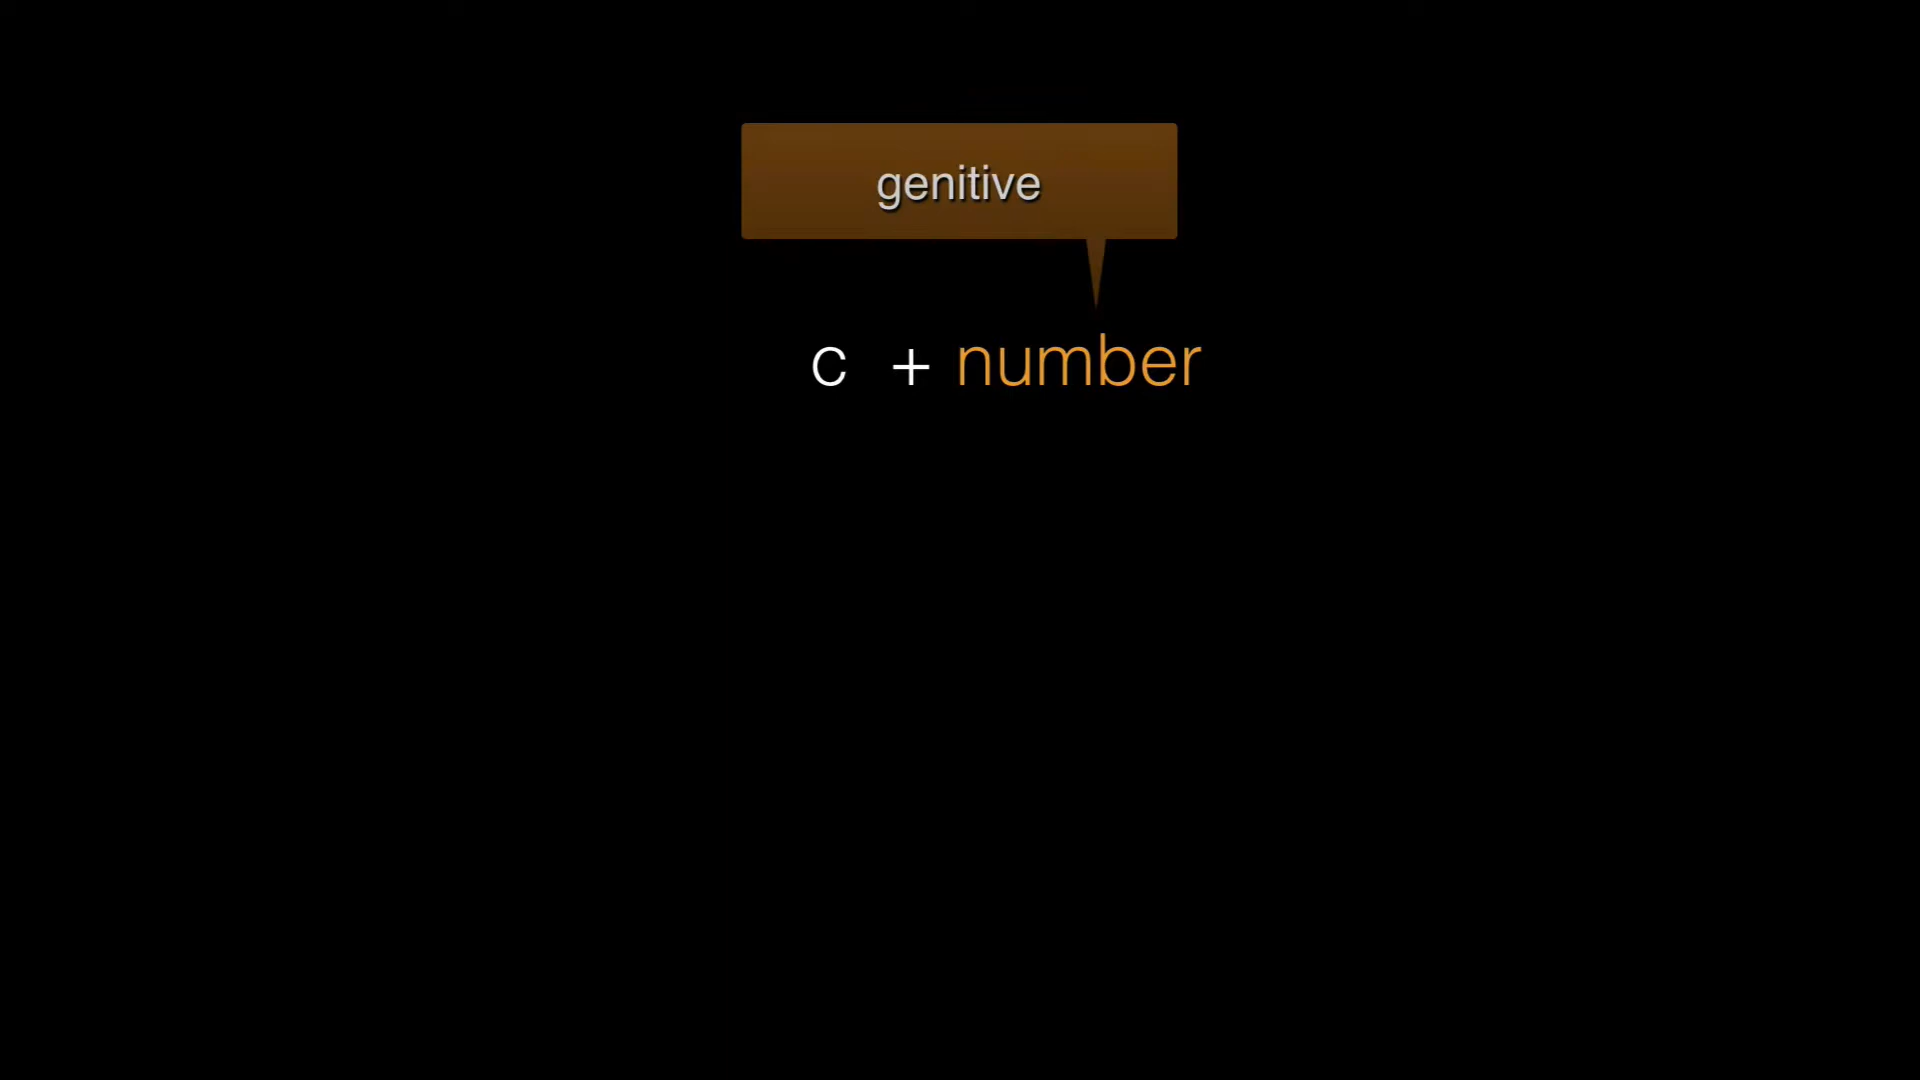 genitive
с + number